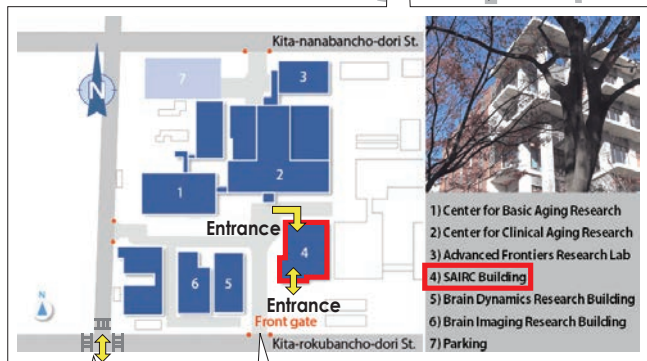 Kita-nanabancho-dori St.
7
3
N
2
1
Entrance
4
6
5
N
Entrance
Front gate
Kita-rokubancho-dori St.
1) Center for Basic Aging Research
2) Center for Clinical Aging Research
3) Advanced Frontiers Research Lab
4) SAIRC Building
5) Brain Dynamics Research Building
6) Brain Imaging Research Building
7) Parking